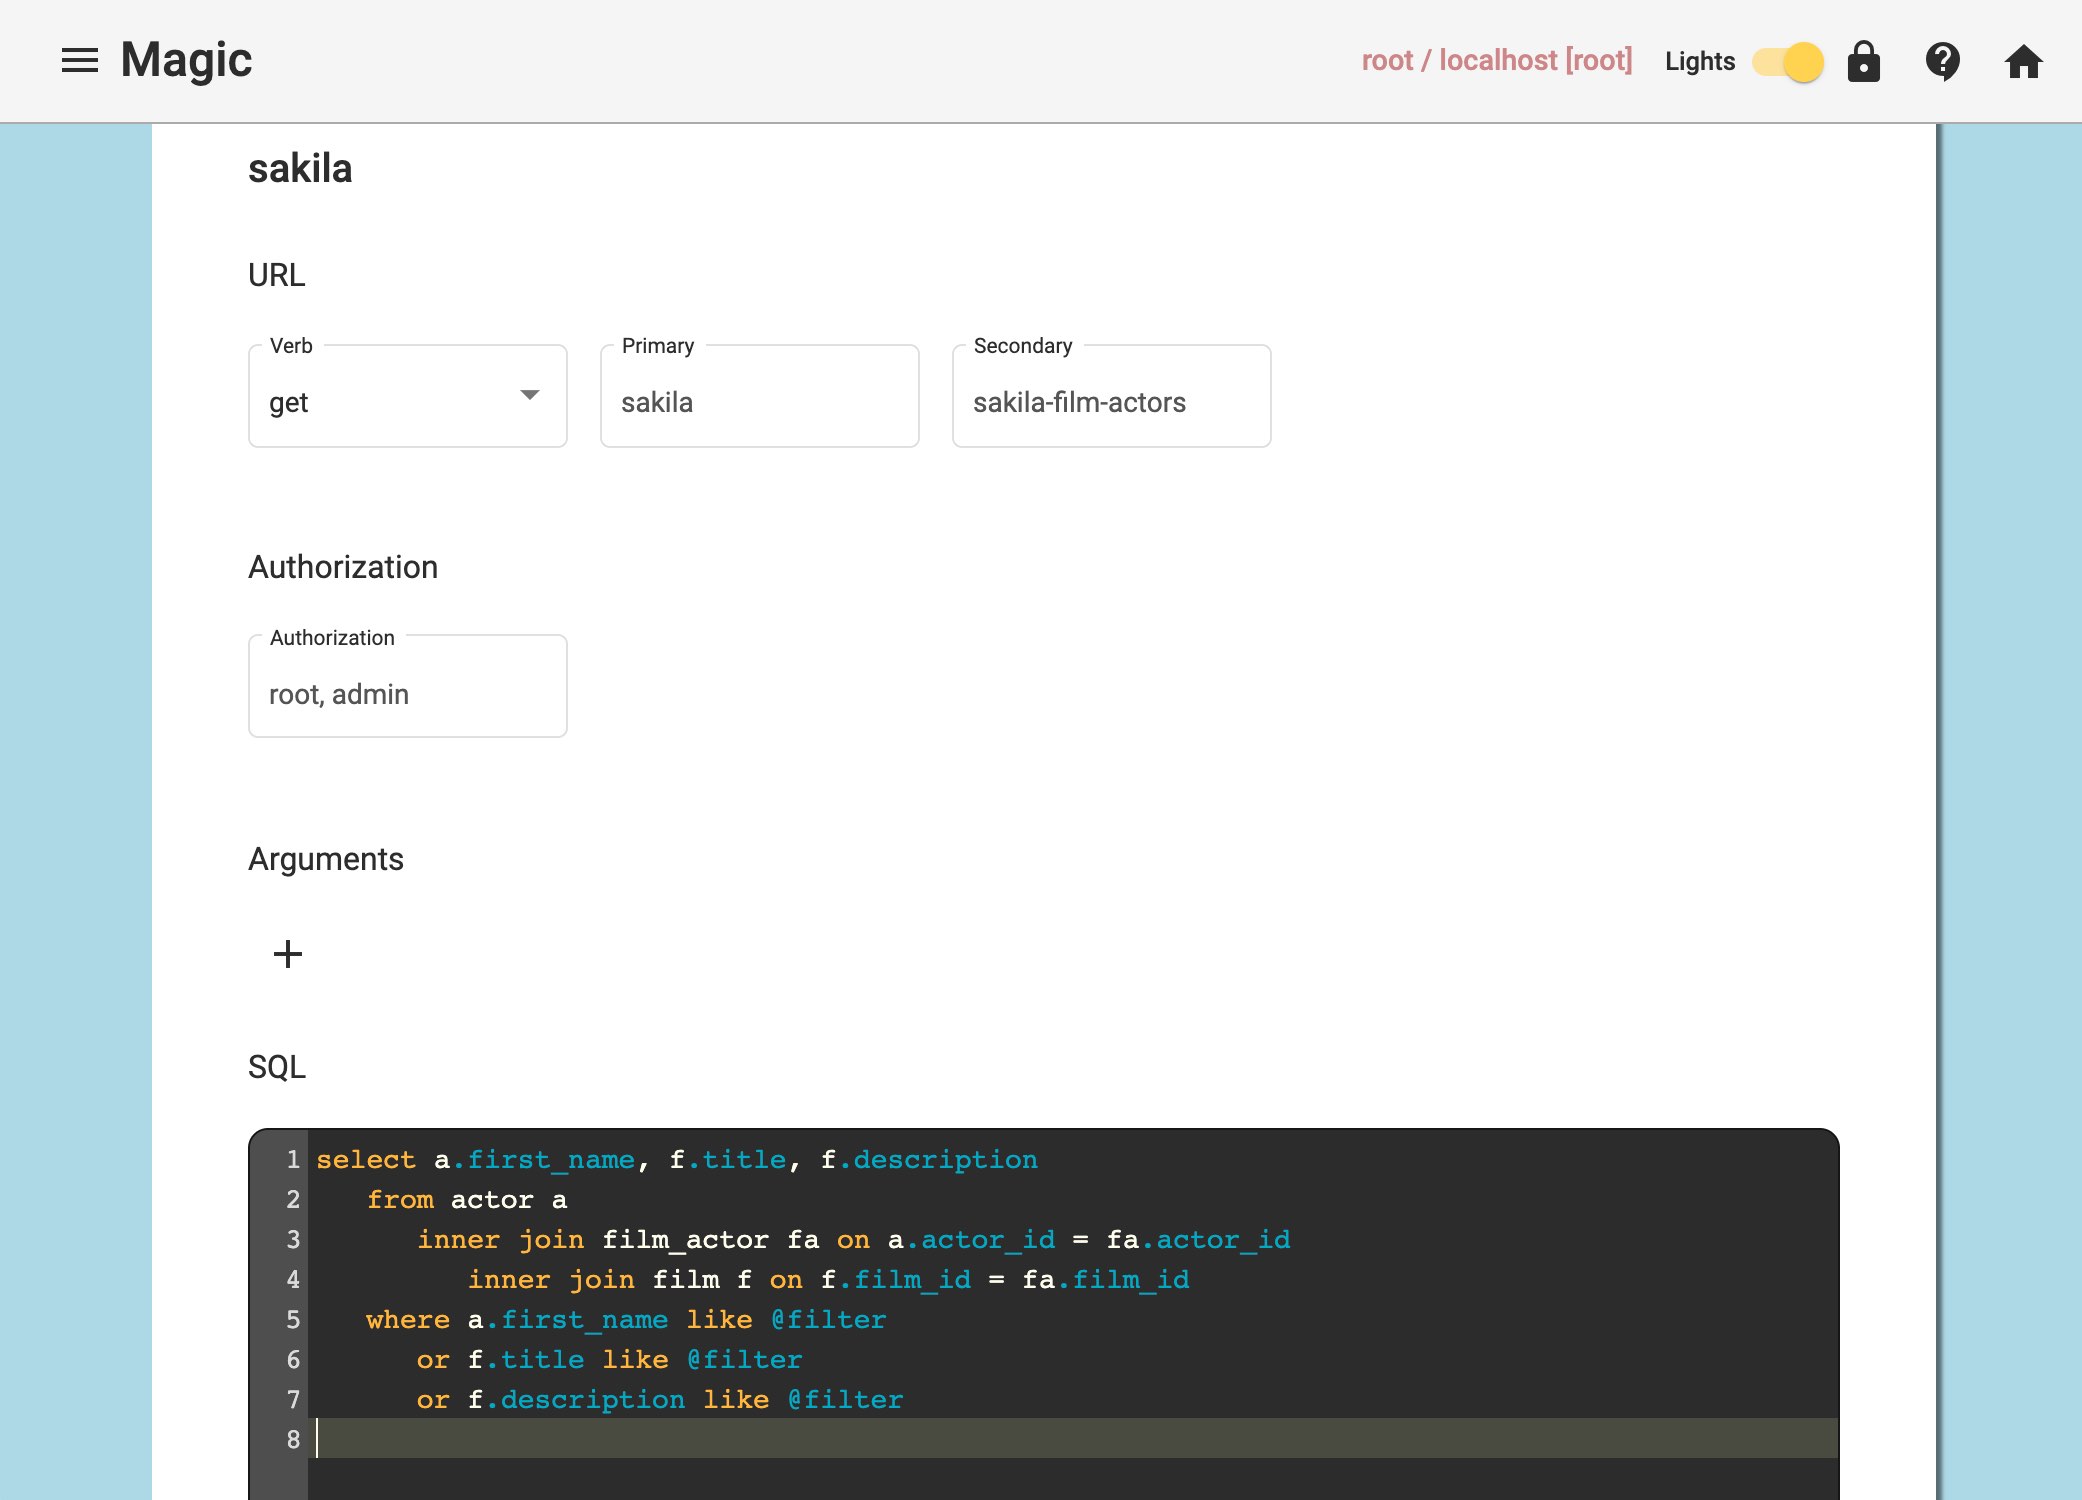 Magic
root / localhost [root] Lights
sakila
URL
Verb Primary Secondary
get sakila sakila-film-actors
Authorization
Authorization
root, admin
Arguments
SQL
1 select a.first_name, f.title, f.description
2    from actor a
3       inner join film_actor fa on a.actor_id = fa.actor_id
4          inner join film f on f.film_id = fa.film_id
5    where a.first_name like @filter
6       or f.title like @filter
7       or f.description like @filter
8